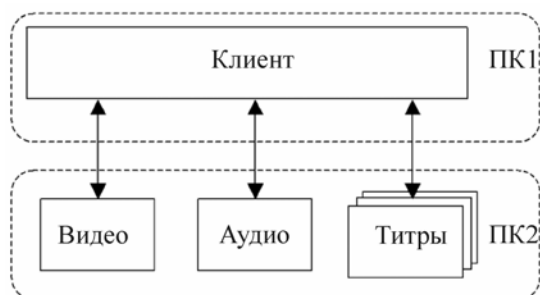 Клиент
ПК1
Видео
Аудио
Титры
ПК2